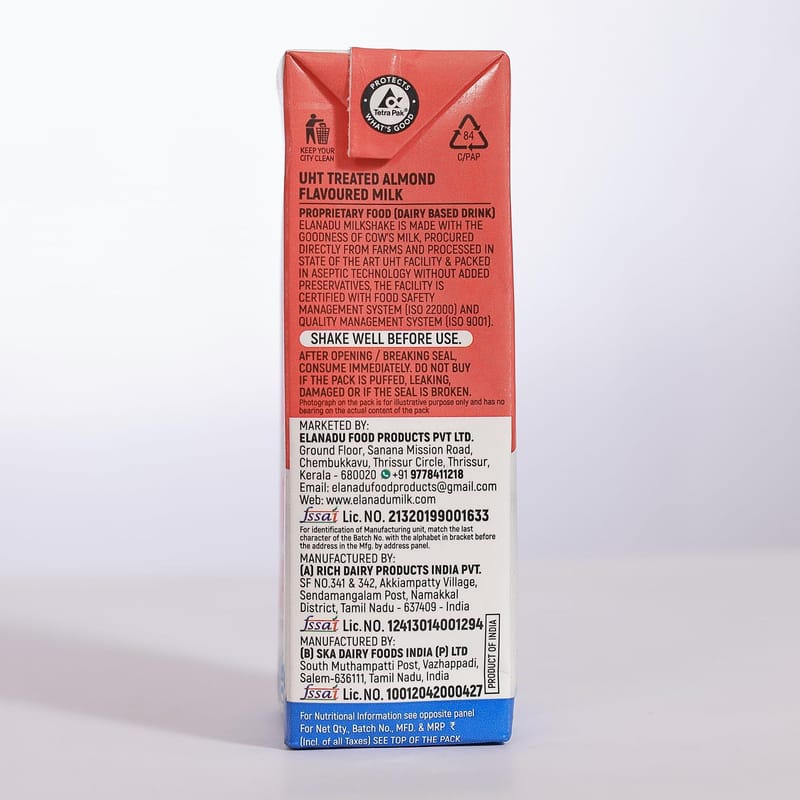 PROTECTS
Tetra Pak®
WHAT'S GOOD
KEEP YOUR
CITY CLEAN
84
C/PAP
UHT TREATED ALMOND
FLAVOURED MILK
PROPRIETARY FOOD (DAIRY BASED DRINK)
ELANADU MILKSHAKE IS MADE WITH THE
GOODNESS OF COW'S MILK, PROCURED
DIRECTLY FROM FARMS AND PROCESSED IN
STATE OF THE ART UHT FACILITY & PACKED
IN ASEPTIC TECHNOLOGY WITHOUT ADDED
PRESERVATIVES, THE FACILITY IS
CERTIFIED WITH FOOD SAFETY
MANAGEMENT SYSTEM (ISO 22000) AND
QUALITY MANAGEMENT SYSTEM (ISO 9001).
SHAKE WELL BEFORE USE.
AFTER OPENING / BREAKING SEAL,
CONSUME IMMEDIATELY. DO NOT BUY
IF THE PACK IS PUFFED, LEAKING,
DAMAGED OR IF THE SEAL IS BROKEN.
Photograph on the pack is for illustrative purpose only and has no
bearing on the actual content of the pack
MARKETED BY:
ELANADU FOOD PRODUCTS PVT LTD.
Ground Floor, Sanana Mission Road,
Chembukkavu, Thrissur Circle, Thrissur,
Kerala - 680020 +91 9778411218
Email: elanadufoodproducts@gmail.com
Web: www.elanadumilk.com
fssai Lic. NO. 21320199001633
For identification of Manufacturing unit, match the last
character of the Batch No. with the alphabet in bracket before
the address in the Mfg. by address panel.
MANUFACTURED BY:
(A) RICH DAIRY PRODUCTS INDIA PVT.
SF NO.341 & 342, Akkiampatty Village,
Sendamangalam Post, Namakkal
District, Tamil Nadu - 637409 - India
fssai Lic. NO. 12413014001294
MANUFACTURED BY:
(B) SKA DAIRY FOODS INDIA (P) LTD
South Muthampatti Post, Vazhappadi,
Salem-636111, Tamil Nadu, India
fssai Lic. NO. 10012042000427
PRODUCT OF INDIA
For Nutritional Information see opposite panel
For Net Qty., Batch No., MFD. & MRP ₹
(Incl. of all Taxes) SEE TOP OF THE PACK